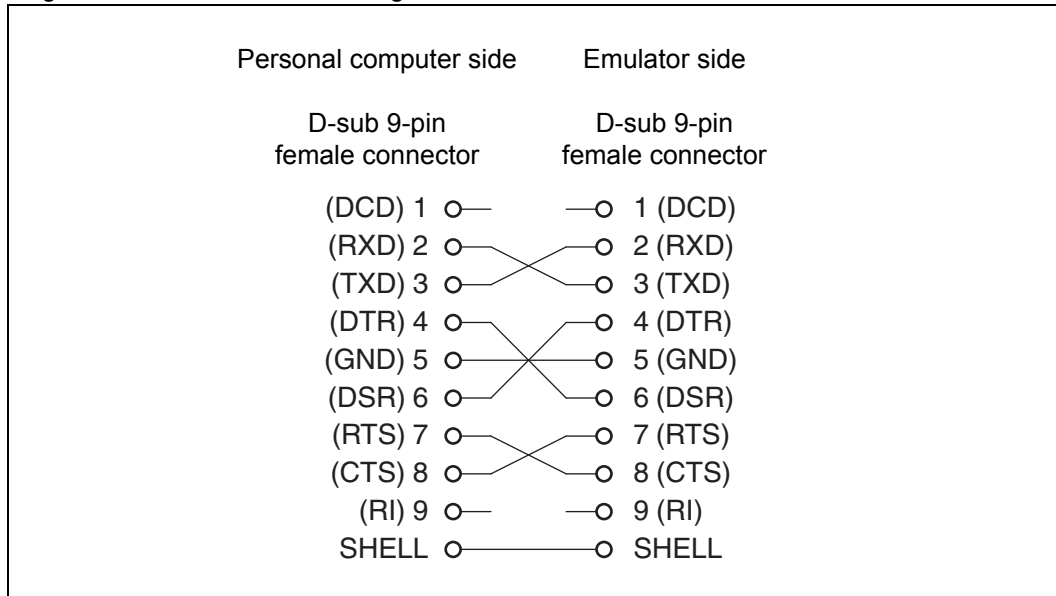 Personal computer side Emulator side
D-sub 9-pin D-sub 9-pin
female connector female connector
(DCD) 1 1 (DCD)
(RXD) 2 2 (RXD)
(TXD) 3 3 (TXD)
(DTR) 4 4 (DTR)
(GND) 5 5 (GND)
(DSR) 6 6 (DSR)
(RTS) 7 7 (RTS)
(CTS) 8 8 (CTS)
(RI) 9 9 (RI)
SHELL SHELL